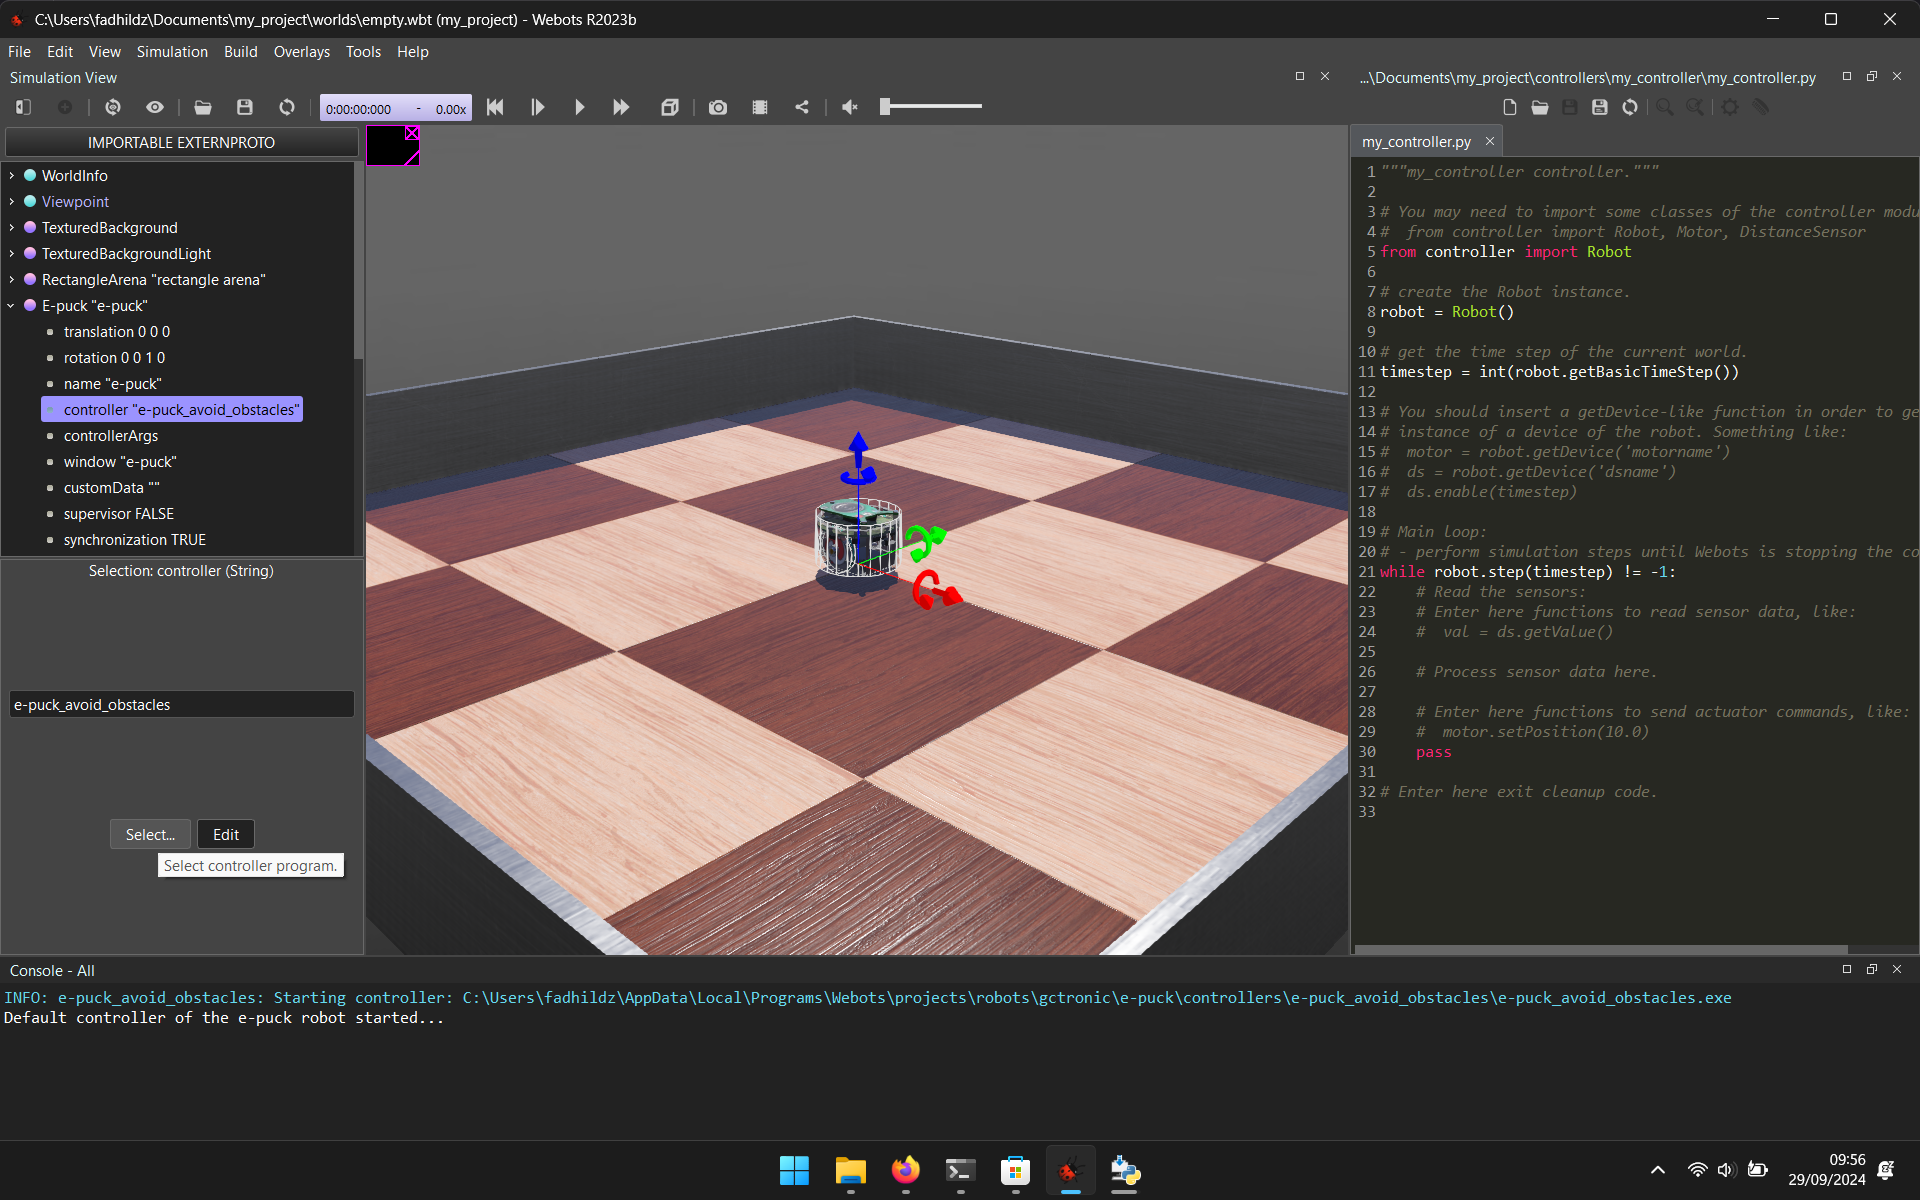 C:\Users\fadhildz\Documents\my_project\worlds\empty.wbt (my_project) - Webots R2023b
File Edit View Simulation Build Overlays Tools Help
Simulation View
...\Documents\my_project\controllers\my_controller\my_controller.py
0:00:00:000 - 0.00x
IMPORTABLE EXTERNPROTO
WorldInfo
Viewpoint
TexturedBackground
TexturedBackgroundLight
RectangleArena "rectangle arena"
E-puck "e-puck"
translation 0 0 0
rotation 0 0 1 0
name "e-puck"
controller "e-puck_avoid_obstacles"
controllerArgs
window "e-puck"
customData ""
supervisor FALSE
synchronization TRUE
Selection: controller (String)
e-puck_avoid_obstacles
Select...
Edit
Select controller program.
my_controller.py
1 """my_controller controller."""
2
3 # You may need to import some classes of the controller modu
4 #  from controller import Robot, Motor, DistanceSensor
5 from controller import Robot
6
7 # create the Robot instance.
8 robot = Robot()
9
10 # get the time step of the current world.
11 timestep = int(robot.getBasicTimeStep())
12
13 # You should insert a getDevice-like function in order to ge
14 # instance of a device of the robot. Something like:
15 #  motor = robot.getDevice('motorname')
16 #  ds = robot.getDevice('dsname')
17 #  ds.enable(timestep)
18
19 # Main loop:
20 # - perform simulation steps until Webots is stopping the co
21 while robot.step(timestep) != -1:
22     # Read the sensors:
23     # Enter here functions to read sensor data, like:
24     #  val = ds.getValue()
25
26     # Process sensor data here.
27
28     # Enter here functions to send actuator commands, like:
29     #  motor.setPosition(10.0)
30     pass
31
32 # Enter here exit cleanup code.
33
Console - All
INFO: e-puck_avoid_obstacles: Starting controller: C:\Users\fadhildz\AppData\Local\Programs\Webots\projects\robots\gctronic\e-puck\controllers\e-puck_avoid_obstacles\e-puck_avoid_obstacles.exe
Default controller of the e-puck robot started...
09:56
29/09/2024